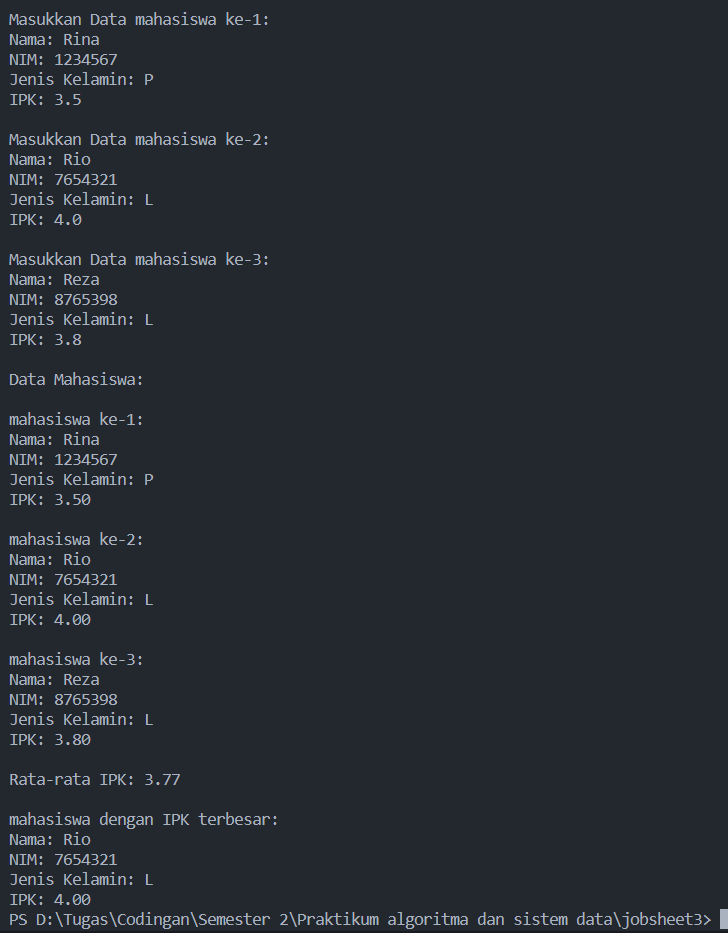 Masukkan Data mahasiswa ke-1:
Nama: Rina
NIM: 1234567
Jenis Kelamin: P
IPK: 3.5
Masukkan Data mahasiswa ke-2:
Nama: Rio
NIM: 7654321
Jenis Kelamin: L
IPK: 4.0
Masukkan Data mahasiswa ke-3:
Nama: Reza
NIM: 8765398
Jenis Kelamin: L
IPK: 3.8
Data Mahasiswa:
mahasiswa ke-1:
Nama: Rina
NIM: 1234567
Jenis Kelamin: P
IPK: 3.50
mahasiswa ke-2:
Nama: Rio
NIM: 7654321
Jenis Kelamin: L
IPK: 4.00
mahasiswa ke-3:
Nama: Reza
NIM: 8765398
Jenis Kelamin: L
IPK: 3.80
Rata-rata IPK: 3.77
mahasiswa dengan IPK terbesar:
Nama: Rio
NIM: 7654321
Jenis Kelamin: L
IPK: 4.00
PS D:\Tugas\Codingan\Semester 2\Praktikum algoritma dan sistem data\jobsheet3>